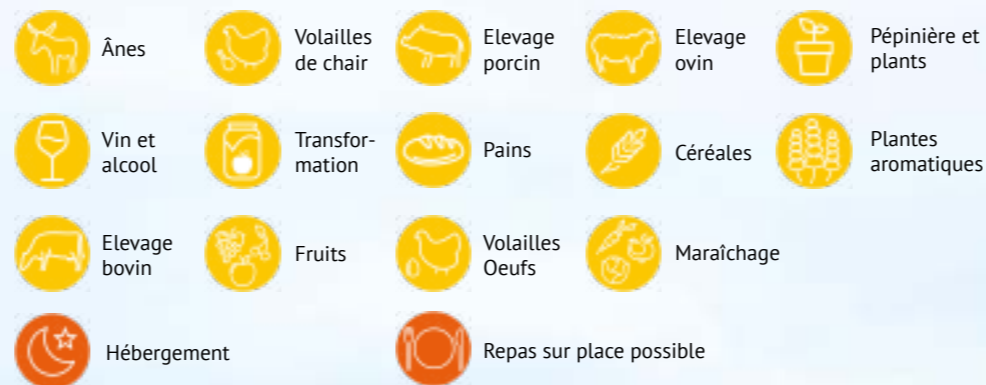 Ânes
Volailles
de chair
Elevage
porcin
Elevage
ovin
Pépinière et
plants
Vin et
alcool
Transfor-
mation
Pains
Céréales
Plantes
aromatiques
Elevage
bovin
Fruits
Volailles
Oeufs
Maraîchage
Hébergement
Repas sur place possible